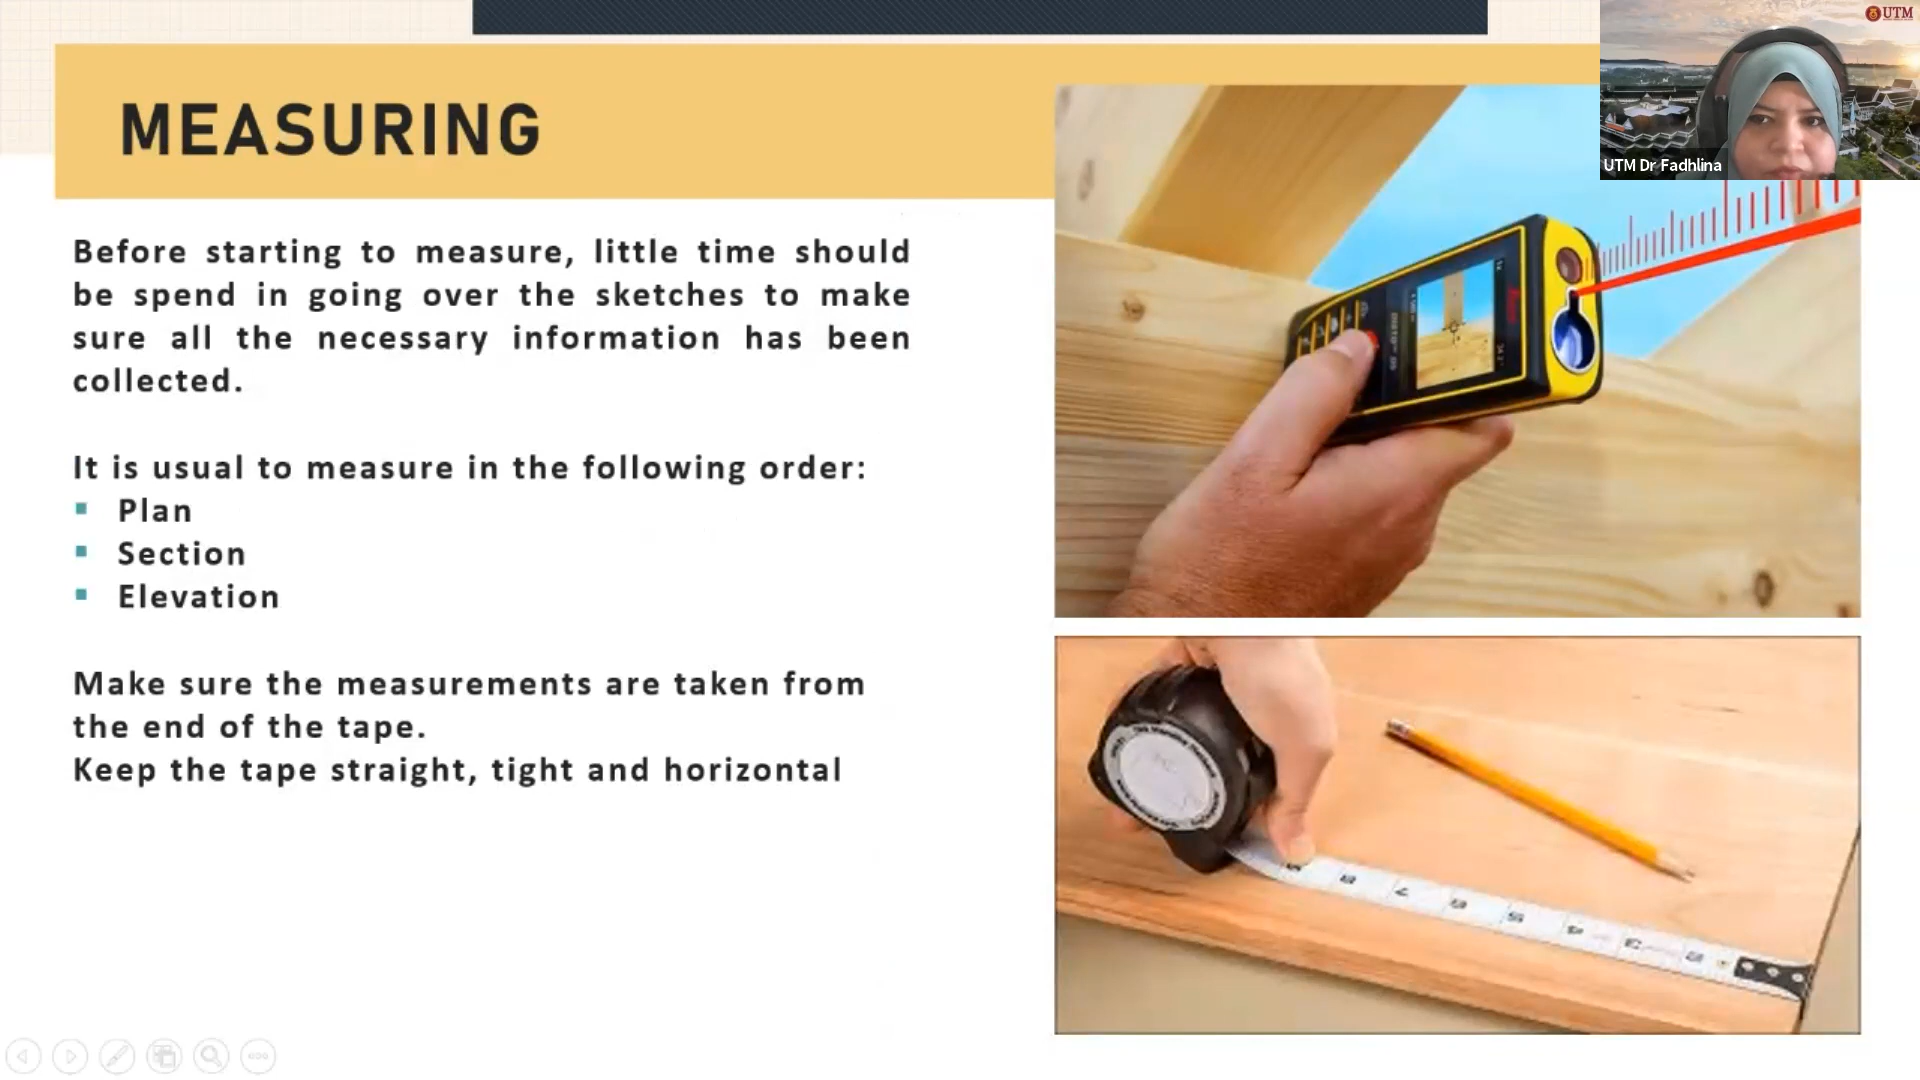 UTM
MEASURING
UTM Dr Fadhlina
Before starting to measure, little time should
be spend in going over the sketches to make
sure all the necessary information has been
collected.
It is usual to measure in the following order:
▪ Plan
▪ Section
▪ Elevation
Make sure the measurements are taken from
the end of the tape.
Keep the tape straight, tight and horizontal